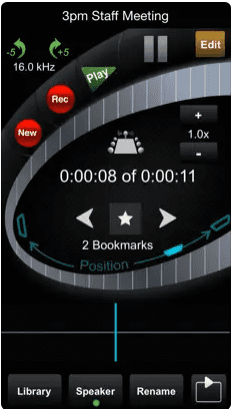 3pm Staff Meeting
-5 +5
16.0 kHz
Play
Edit
Rec
New
+
1.0x
-
0:00:08 of 0:00:11
2 Bookmarks
Position
Library Speaker Rename